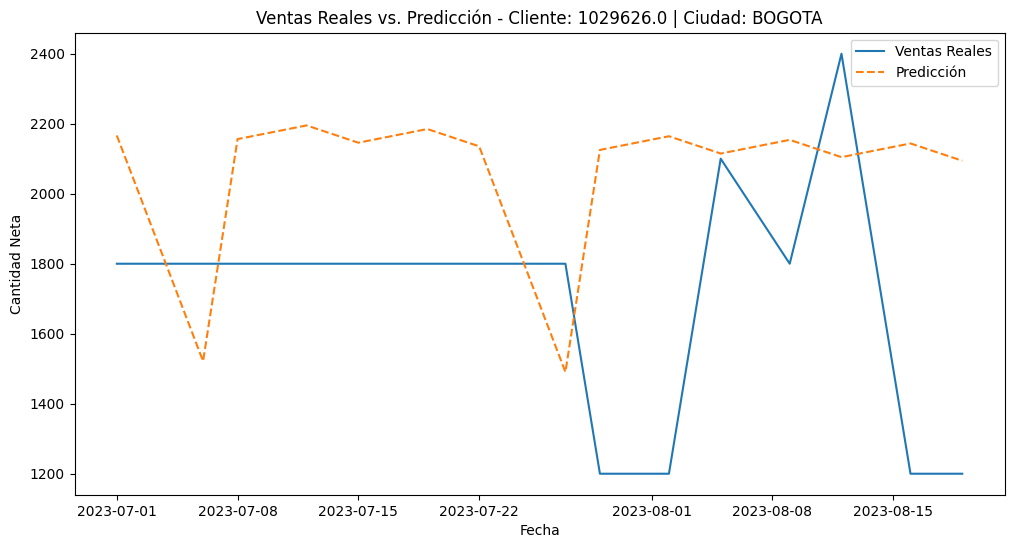 Ventas Reales vs. Predicción - Cliente: 1029626.0 | Ciudad: BOGOTA
Ventas Reales
Predicción
Cantidad Neta
2400
2200
2000
1800
1600
1400
1200
2023-07-01 2023-07-08 2023-07-15 2023-07-22 2023-08-01 2023-08-08 2023-08-15
Fecha